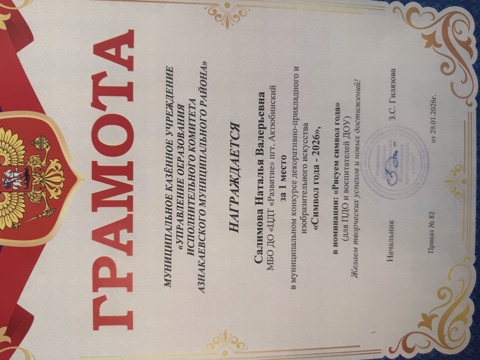 ГРАМОТА
МУНИЦИПАЛЬНОЕ КАЗЁННОЕ УЧРЕЖДЕНИЕ
«УПРАВЛЕНИЕ ОБРАЗОВАНИЯ
ИСПОЛНИТЕЛЬНОГО КОМИТЕТА
АЗНАКАЕВСКОГО МУНИЦИПАЛЬНОГО РАЙОНА»
НАГРАЖДАЕТСЯ
Салимова Наталья Валерьевна
МБО ДО «ЦДТ «Развитие» пгт. Актюбинский
за 1 место
в муниципальном конкурсе декоративно-прикладного и
изобразительного искусства
«Символ года - 2026»,
в номинации: «Рисуем символ года»
(для ПДО и воспитателей ДОУ)
Желаем творческих успехов и новых достижений!
Начальник З.С. Гилязова
Приказ № 82 от 29.01.2026г.